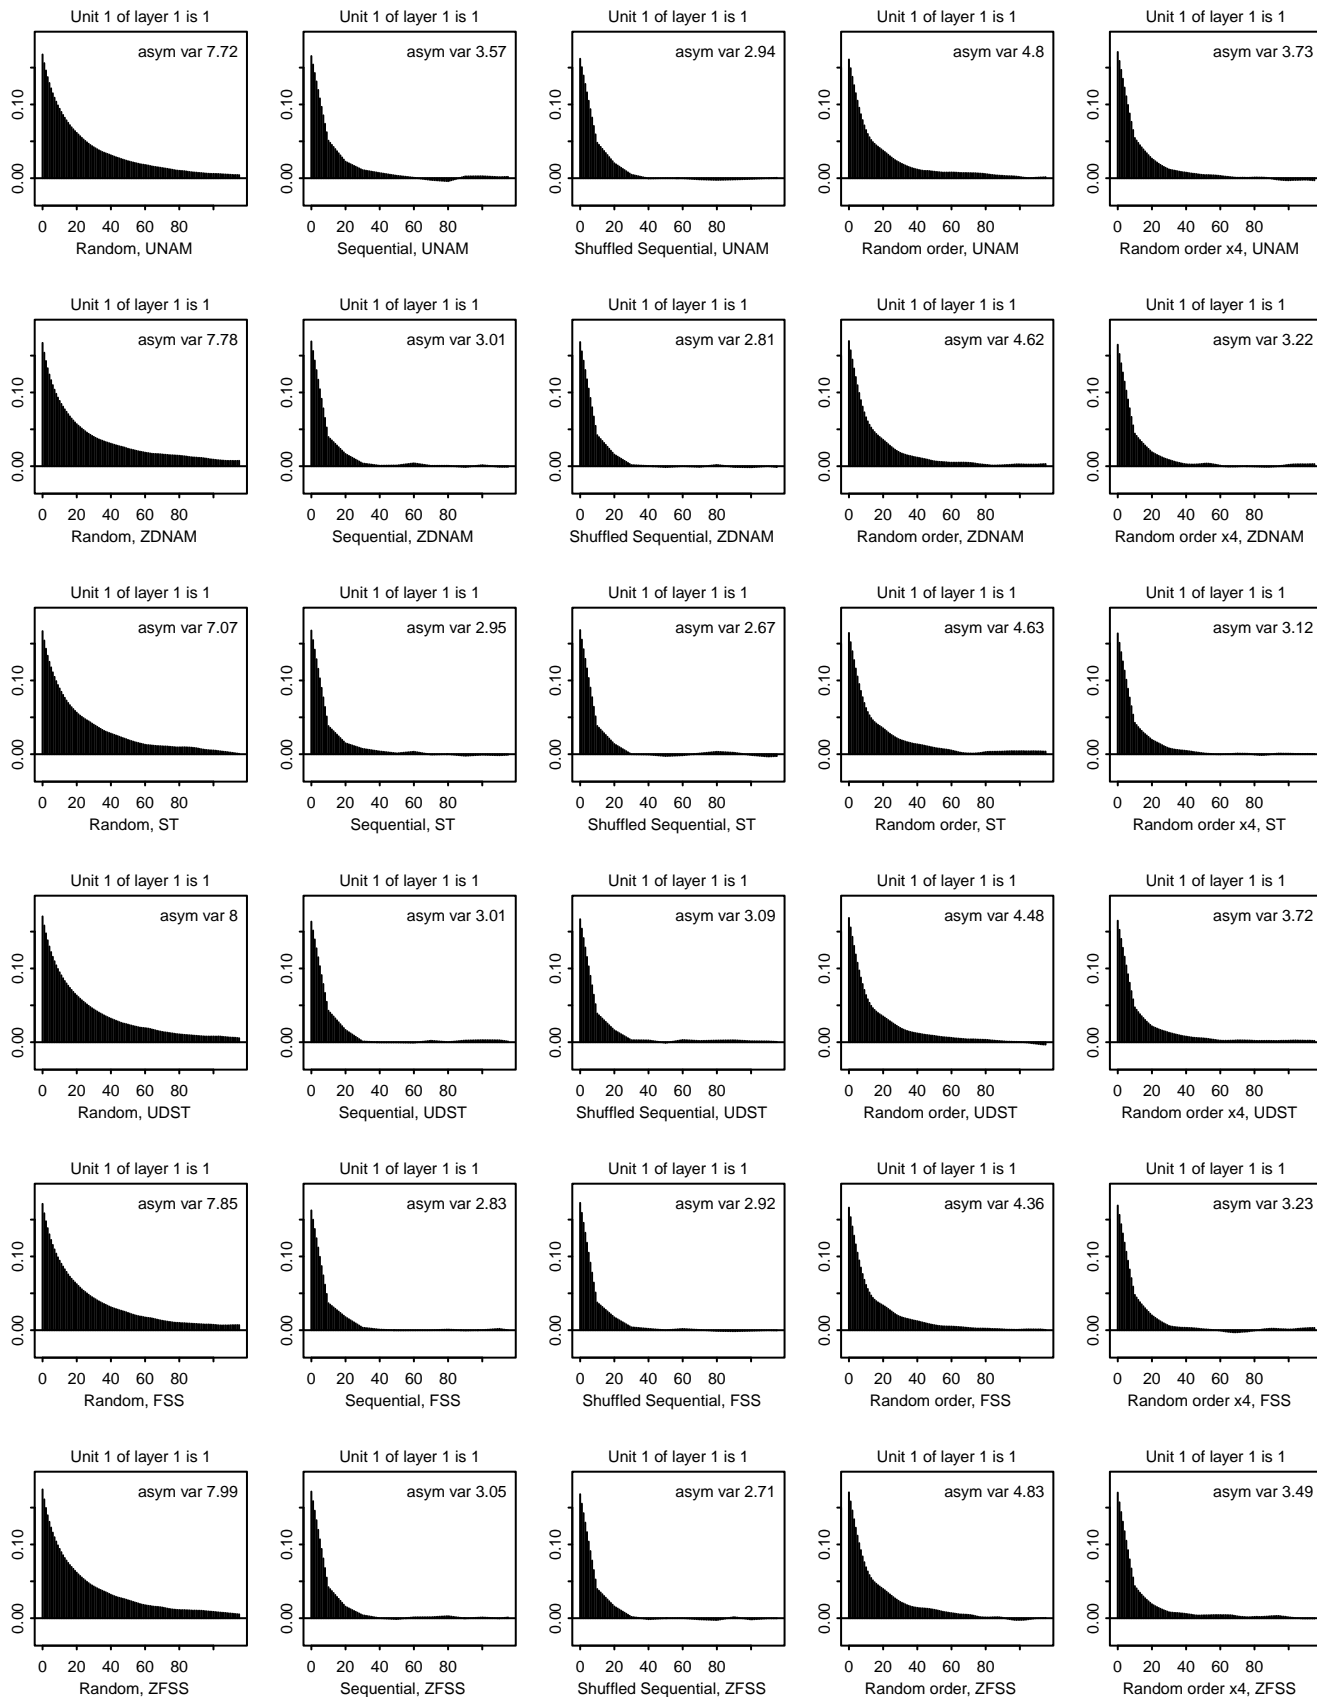 Unit 1 of layer 1 is 1 Unit 1 of layer 1 is 1 Unit 1 of layer 1 is 1 Unit 1 of layer 1 is 1 Unit 1 of layer 1 is 1
asym var 7.72 asym var 3.57 asym var 2.94 asym var 4.8 asym var 3.73
0.10 0.10 0.10 0.10 0.10
0.00 0.00 0.00 0.00 0.00
0 20 40 60 80 0 20 40 60 80 0 20 40 60 80 0 20 40 60 80 0 20 40 60 80
Random, UNAM Sequential, UNAM Shuffled Sequential, UNAM Random order, UNAM Random order x4, UNAM
Unit 1 of layer 1 is 1 Unit 1 of layer 1 is 1 Unit 1 of layer 1 is 1 Unit 1 of layer 1 is 1 Unit 1 of layer 1 is 1
asym var 7.78 asym var 3.01 asym var 2.81 asym var 4.62 asym var 3.22
0.10 0.10 0.10 0.10 0.10
0.00 0.00 0.00 0.00 0.00
0 20 40 60 80 0 20 40 60 80 0 20 40 60 80 0 20 40 60 80 0 20 40 60 80
Random, ZDNAM Sequential, ZDNAM Shuffled Sequential, ZDNAM Random order, ZDNAM Random order x4, ZDNAM
Unit 1 of layer 1 is 1 Unit 1 of layer 1 is 1 Unit 1 of layer 1 is 1 Unit 1 of layer 1 is 1 Unit 1 of layer 1 is 1
asym var 7.07 asym var 2.95 asym var 2.67 asym var 4.63 asym var 3.12
0.10 0.10 0.10 0.10 0.10
0.00 0.00 0.00 0.00 0.00
0 20 40 60 80 0 20 40 60 80 0 20 40 60 80 0 20 40 60 80 0 20 40 60 80
Random, ST Sequential, ST Shuffled Sequential, ST Random order, ST Random order x4, ST
Unit 1 of layer 1 is 1 Unit 1 of layer 1 is 1 Unit 1 of layer 1 is 1 Unit 1 of layer 1 is 1 Unit 1 of layer 1 is 1
asym var 8 asym var 3.01 asym var 3.09 asym var 4.48 asym var 3.72
0.10 0.10 0.10 0.10 0.10
0.00 0.00 0.00 0.00 0.00
0 20 40 60 80 0 20 40 60 80 0 20 40 60 80 0 20 40 60 80 0 20 40 60 80
Random, UDST Sequential, UDST Shuffled Sequential, UDST Random order, UDST Random order x4, UDST
Unit 1 of layer 1 is 1 Unit 1 of layer 1 is 1 Unit 1 of layer 1 is 1 Unit 1 of layer 1 is 1 Unit 1 of layer 1 is 1
asym var 7.85 asym var 2.83 asym var 2.92 asym var 4.36 asym var 3.23
0.10 0.10 0.10 0.10 0.10
0.00 0.00 0.00 0.00 0.00
0 20 40 60 80 0 20 40 60 80 0 20 40 60 80 0 20 40 60 80 0 20 40 60 80
Random, FSS Sequential, FSS Shuffled Sequential, FSS Random order, FSS Random order x4, FSS
Unit 1 of layer 1 is 1 Unit 1 of layer 1 is 1 Unit 1 of layer 1 is 1 Unit 1 of layer 1 is 1 Unit 1 of layer 1 is 1
asym var 7.99 asym var 3.05 asym var 2.71 asym var 4.83 asym var 3.49
0.10 0.10 0.10 0.10 0.10
0.00 0.00 0.00 0.00 0.00
0 20 40 60 80 0 20 40 60 80 0 20 40 60 80 0 20 40 60 80 0 20 40 60 80
Random, ZFSS Sequential, ZFSS Shuffled Sequential, ZFSS Random order, ZFSS Random order x4, ZFSS